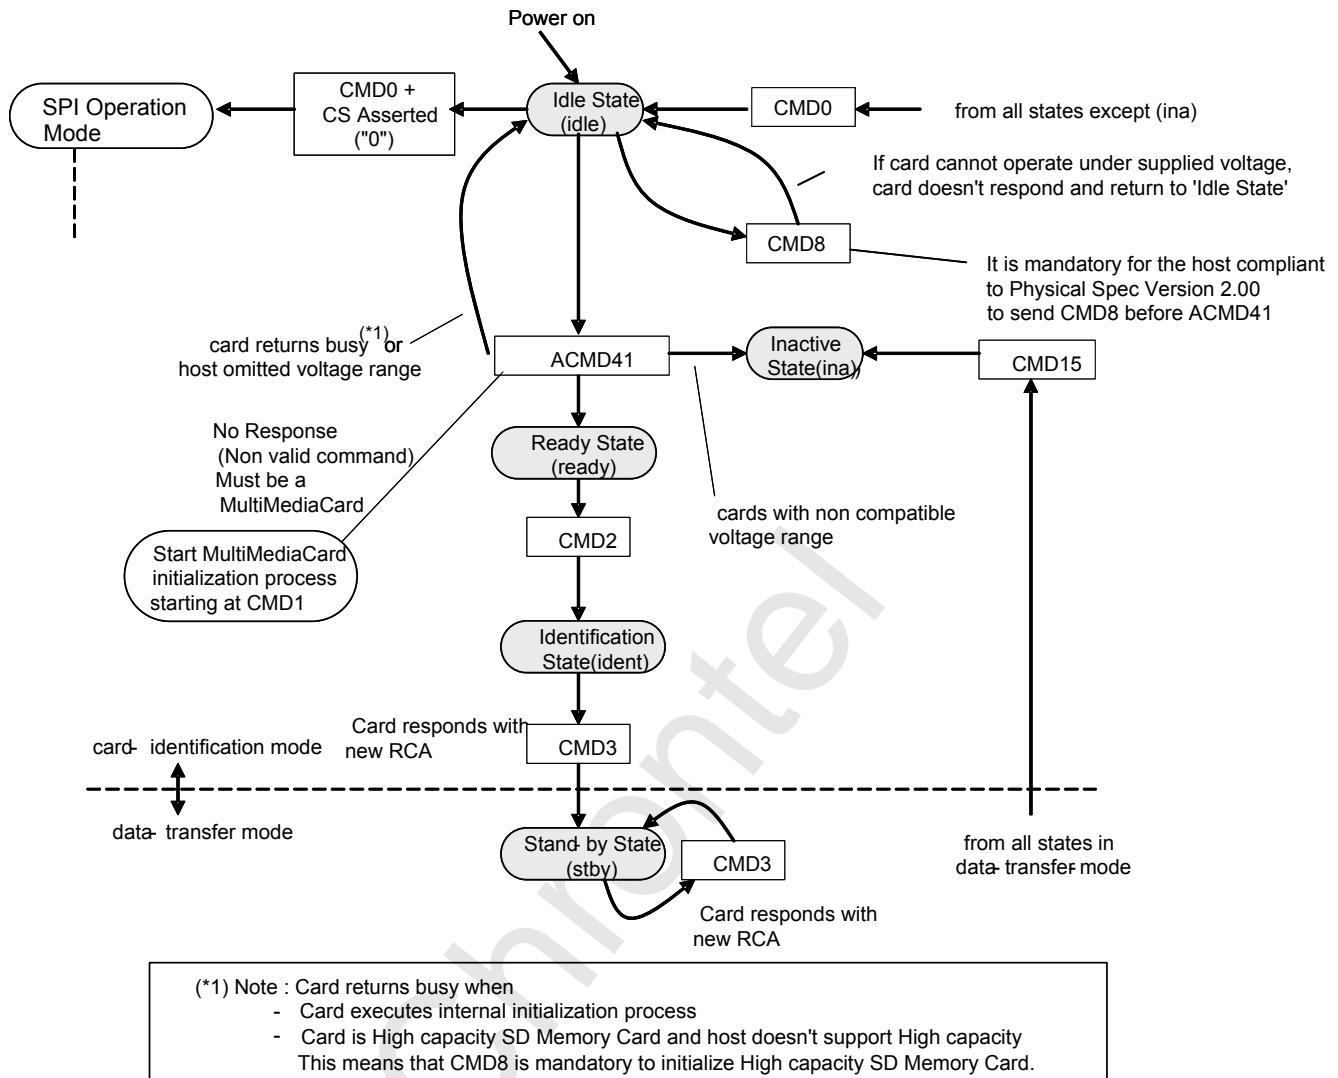 Power on
SPI Operation
Mode
CMD0 +
CS Asserted
("0")
Idle State
(idle)
CMD0
from all states except (ina)
If card cannot operate under supplied voltage,
card doesn't respond and return to 'Idle State'
CMD8
It is mandatory for the host compliant
to Physical Spec Version 2.00
to send CMD8 before ACMD41
card returns busy (*1) or
host omitted voltage range
ACMD41
Inactive
State(ina)
CMD15
No Response
(Non valid command)
Must be a
MultiMediaCard
Ready State
(ready)
cards with non compatible
voltage range
CMD2
Start MultiMediaCard
initialization process
starting at CMD1
Identification
State(ident)
Card responds with
new RCA
CMD3
card- identification mode
data- transfer mode
Stand- by State
(stby)
CMD3
from all states in
data- transfer-mode
Card responds with
new RCA
(*1) Note : Card returns busy when
- Card executes internal initialization process
- Card is High capacity SD Memory Card and host doesn't support High capacity
This means that CMD8 is mandatory to initialize High capacity SD Memory Card.
Chrontel